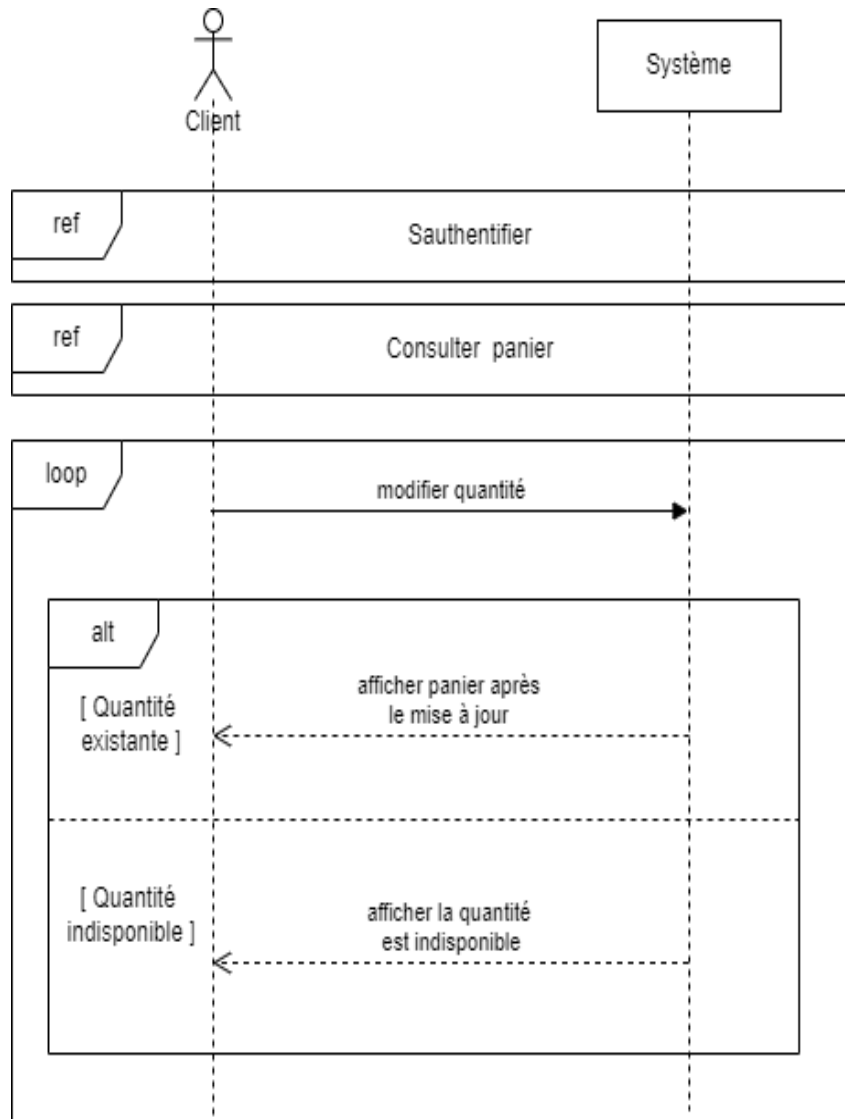 Client
Système
ref
Sauthentifier
ref
Consulter panier
loop
modifier quantité
alt
afficher panier après
le mise à jour
[ Quantité
existante ]
[ Quantité
indisponible ]
afficher la quantité
est indisponible